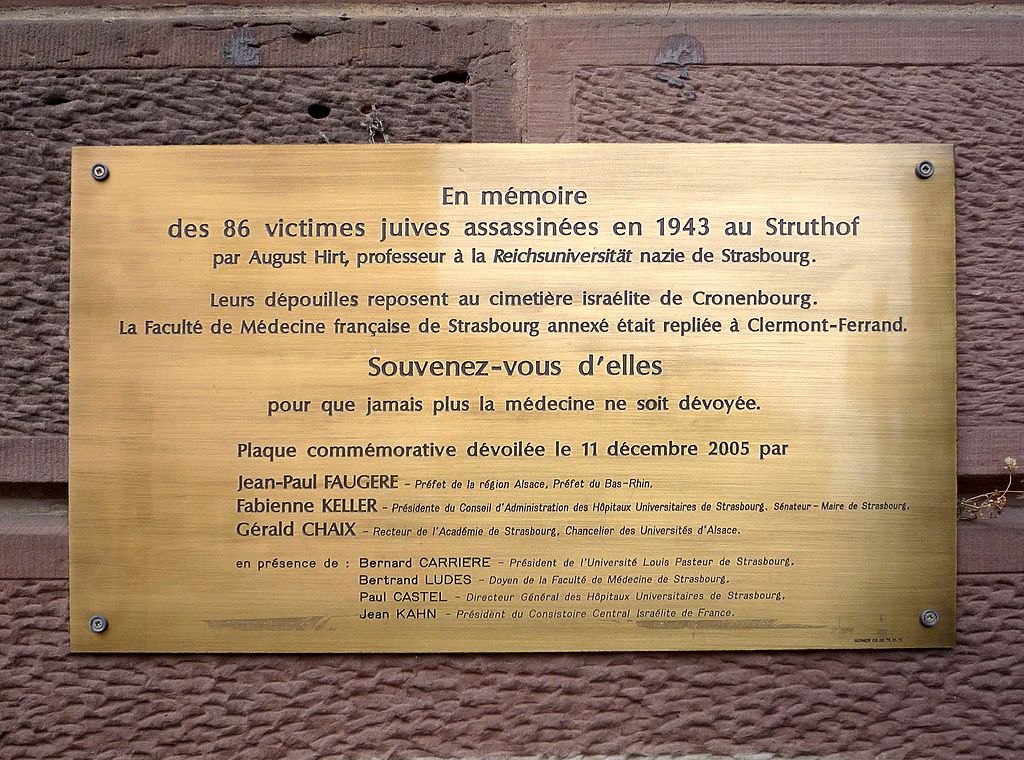 En mémoire
des 86 victimes juives assassinées en 1943 au Struthof
par August Hirt, professeur à la Reichsuniversität nazie de Strasbourg.
Leurs dépouilles reposent au cimetière israélite de Cronenbourg.
La Faculté de Médecine française de Strasbourg annexé était repliée à Clermont-Ferrand.
Souvenez-vous d'elles
pour que jamais plus la médecine ne soit dévoyée.
Plaque commémorative dévoilée le 11 décembre 2005 par
Jean-Paul FAUGERE – Préfet de la région Alsace, Préfet du Bas-Rhin,
Fabienne KELLER – Présidente du Conseil d'Administration des Hôpitaux Universitaires de Strasbourg. Sénateur – Maire de Strasbourg,
Gérald CHAIX – Recteur de l'Académie de Strasbourg, Chancelier des Universités d'Alsace.
en présence de : Bernard CARRIERE – Président de l'Université Louis Pasteur de Strasbourg,
Bertrand LUDES – Doyen de la Faculté de Médecine de Strasbourg,
Paul CASTEL – Directeur Général des Hôpitaux Universitaires de Strasbourg,
Jean KAHN – Président du Consistoire Central Israélite de France.